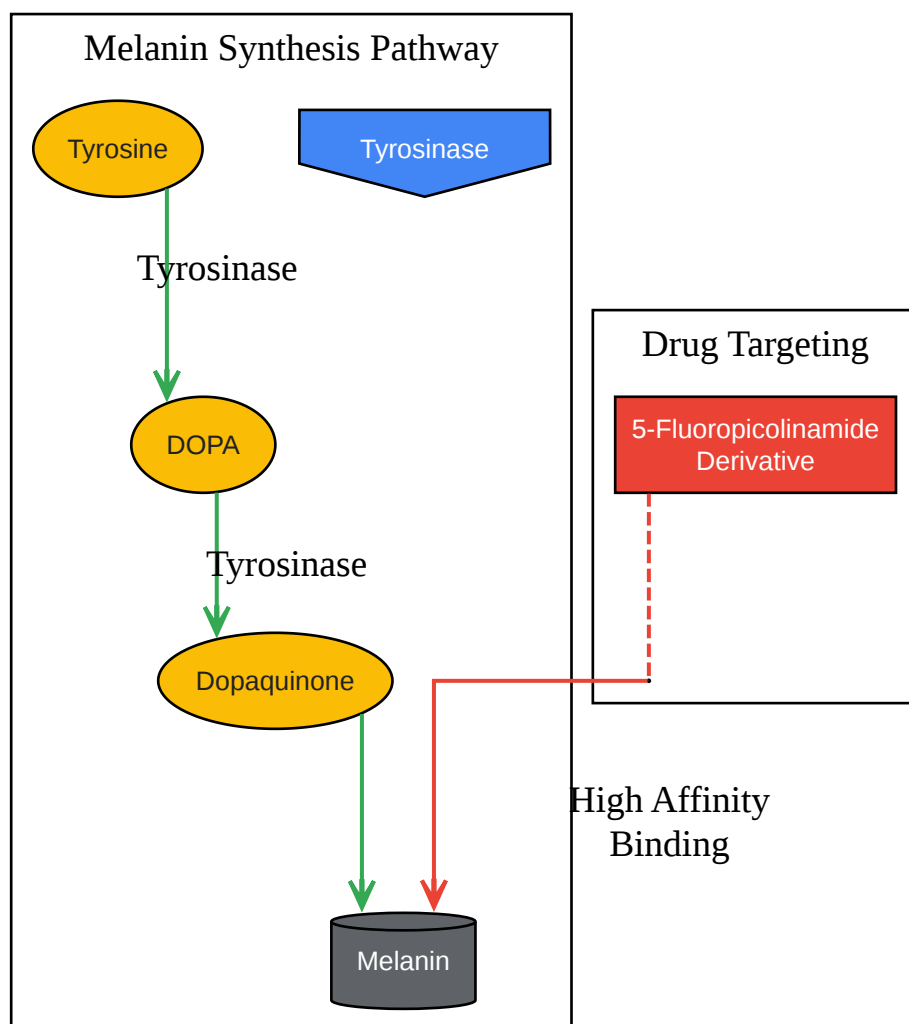 Melanin Synthesis Pathway
Tyrosine
Tyrosinase
Tyrosinase
Drug Targeting
5-Fluoropicolinamide
Derivative
DOPA
Tyrosinase
Dopaquinone
High Affinity
Binding
Melanin